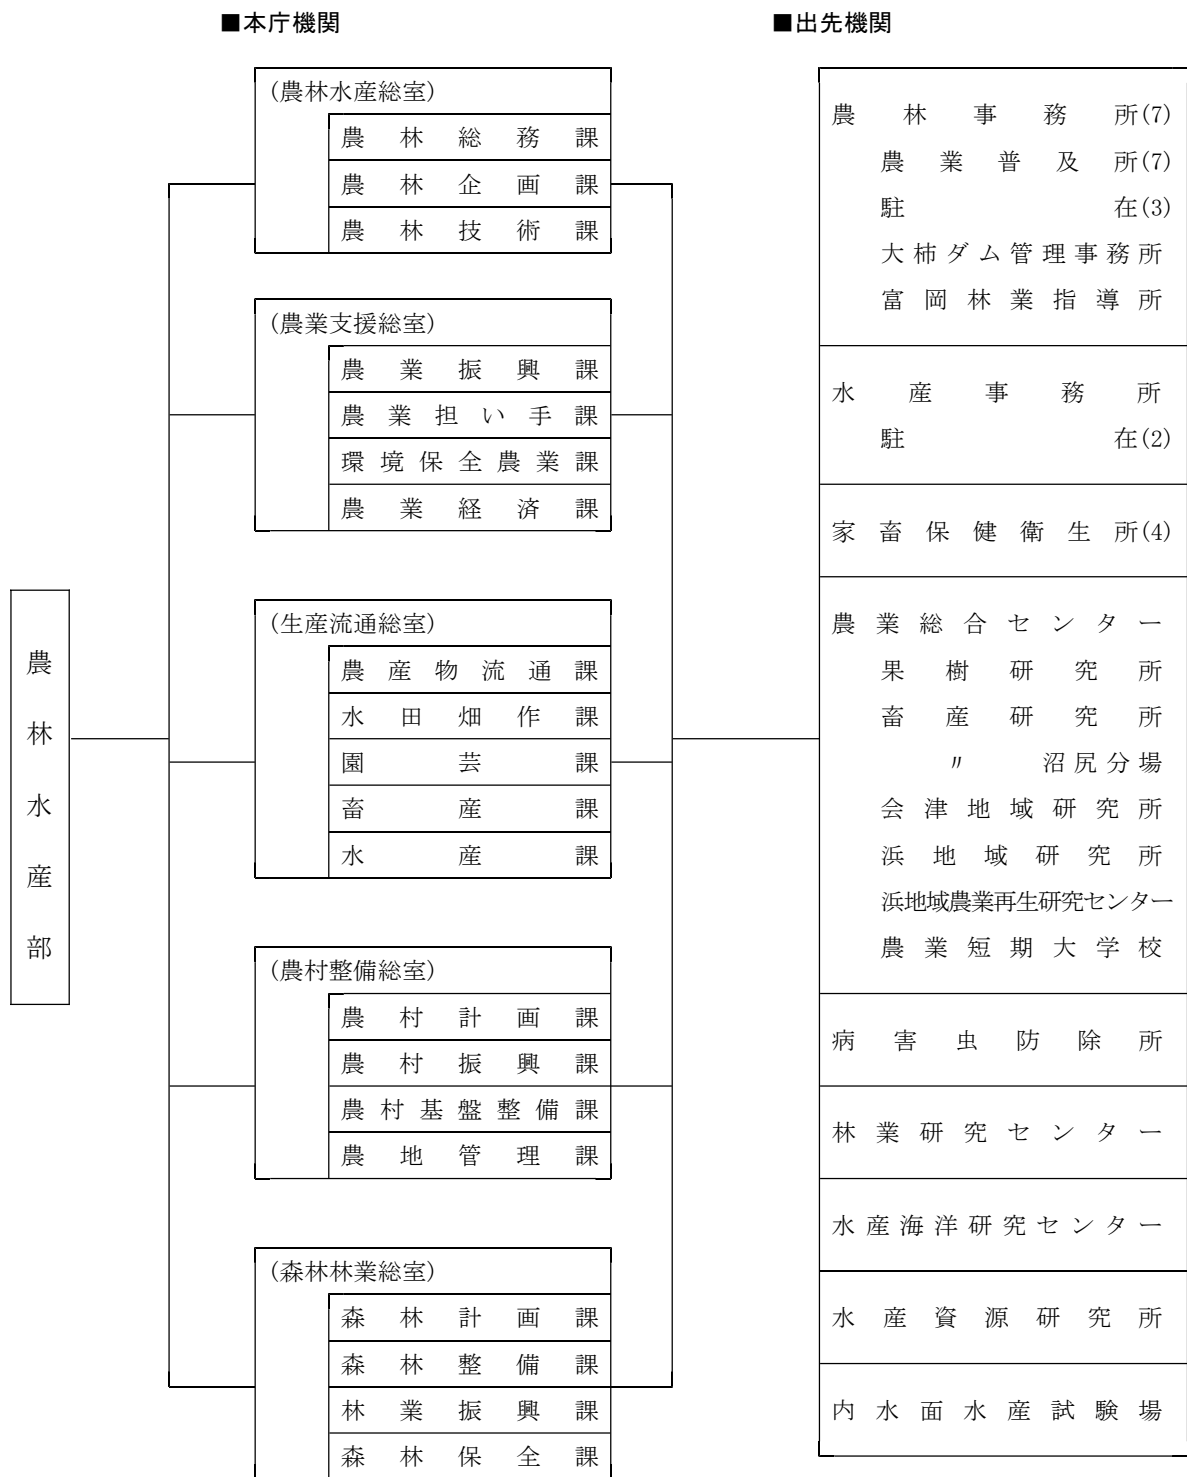 ■本庁機関
■出先機関
農林水産部
(農林水産総室)
農林総務課
農林企画課
農林技術課
(農業支援総室)
農業振興課
農業担い手課
環境保全農業課
農業経済課
(生産流通総室)
農産物流通課
水田畑作課
園芸課
畜産課
水産課
(農村整備総室)
農村計画課
農村振興課
農村基盤整備課
農地管理課
(森林林業総室)
森林計画課
森林整備課
林業振興課
森林保全課
農林事務所(7)
農業普及所(7)
駐在(3)
大柿ダム管理事務所
富岡林業指導所
水産事務所
駐在(2)
家畜保健衛生所(4)
農業総合センター
果樹研究所
畜産研究所
〃 沼尻分場
会津地域研究所
浜地域研究所
浜地域農業再生研究センター
農業短期大学校
病害虫防除所
林業研究センター
水産海洋研究センター
水産資源研究所
内水面水産試験場